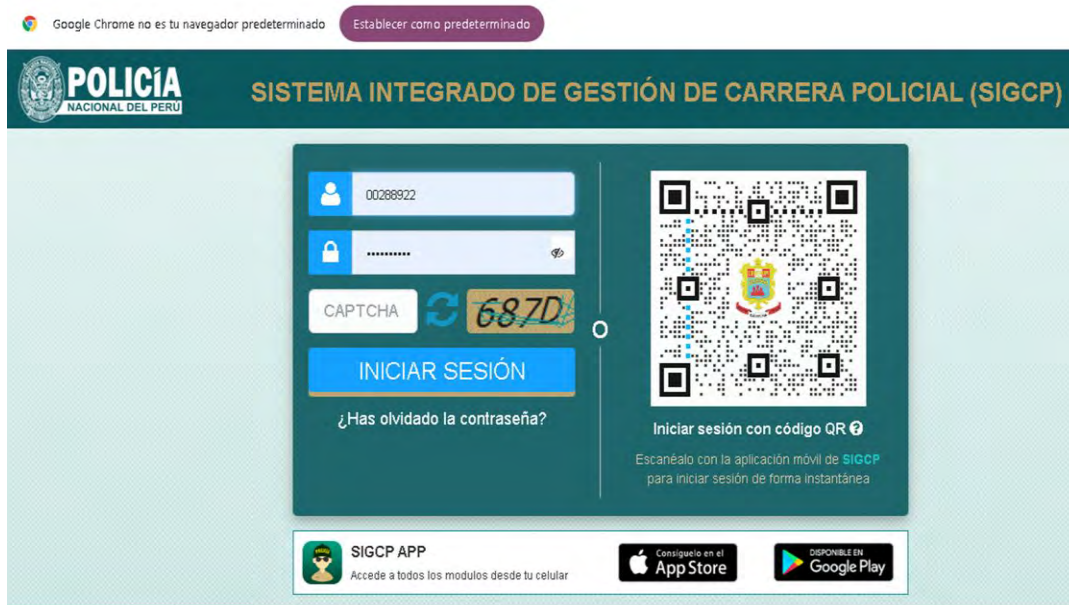 Google Chrome no es tu navegador predeterminado
Establecer como predeterminado
POLICÍA
NACIONAL DEL PERÚ
SISTEMA INTEGRADO DE GESTIÓN DE CARRERA POLICIAL (SIGCP)
00288922
CAPTCHA
687D
INICIAR SESIÓN
¿Has olvidado la contraseña?
O
Iniciar sesión con código QR
Escanéalo con la aplicación móvil de SIGCP
para iniciar sesión de forma instantánea
SIGCP APP
Accede a todos los modulos desde tu celular
Consíguelo en el
App Store
DISPONIBLE EN
Google Play